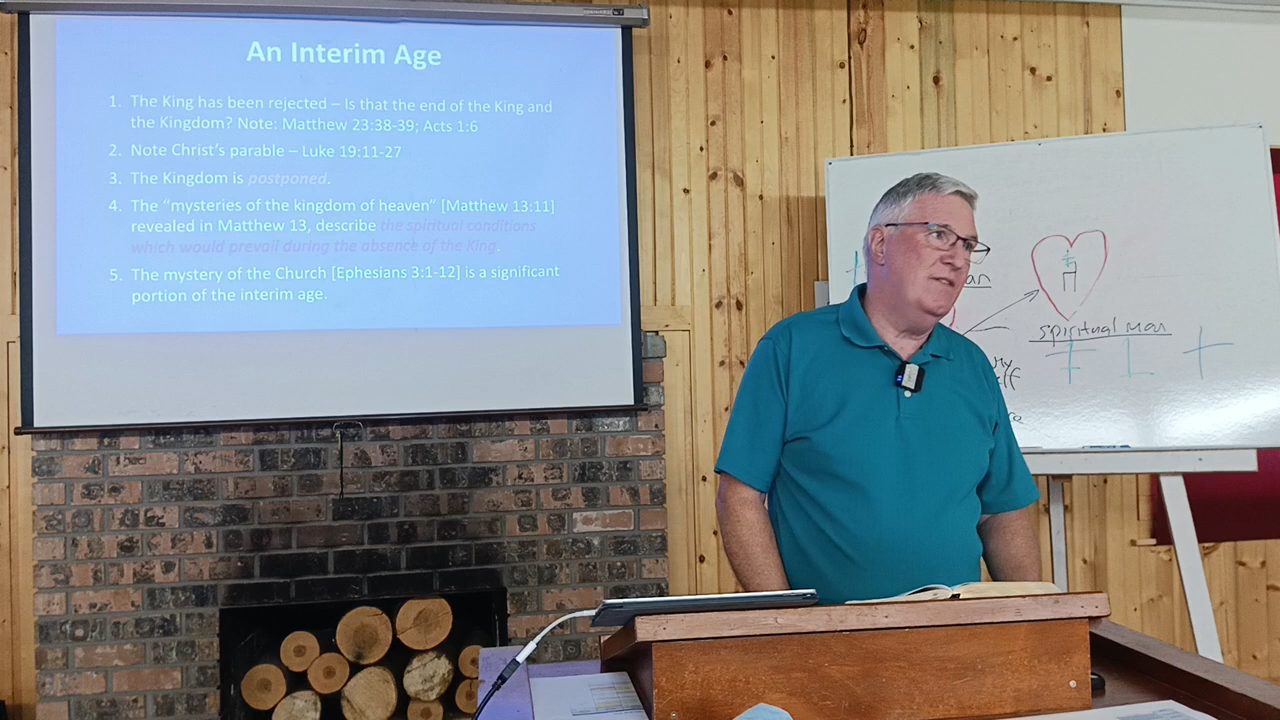 An Interim Age
1. The King has been rejected – Is that the end of the King and
the Kingdom? Note: Matthew 23:38-39; Acts 1:6
2. Note Christ's parable – Luke 19:11-27
3. The Kingdom is postponed.
4. The "mysteries of the kingdom of heaven" [Matthew 13:11]
revealed in Matthew 13, describe the spiritual conditions
which would prevail during the absence of the King.
5. The mystery of the Church [Ephesians 3:1-12] is a significant
portion of the interim age.
spiritual man